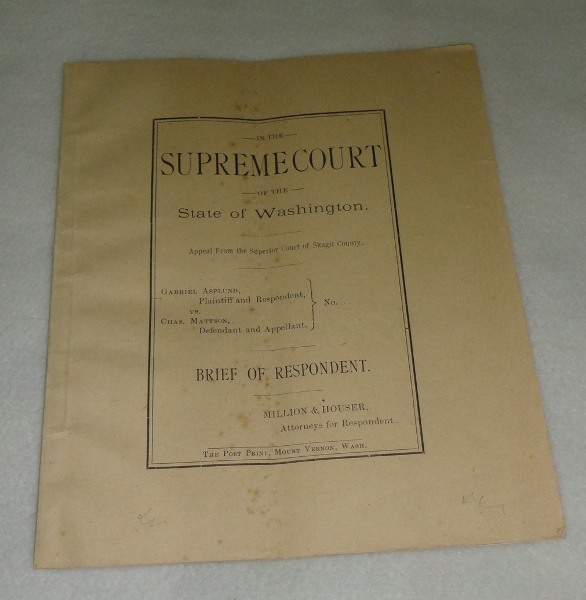 —IN THE—
SUPREME COURT
—OF THE—
State of Washington.
Appeal From the Superior Court of Skagit County.
GABRIEL ASPLUND,
Plaintiff and Respondent,
VS.
CHAS. MATTSON,
Defendant and Appellant.
No. . .
BRIEF OF RESPONDENT.
MILLION & HOUSER,
Attorneys for Respondent.
THE POST PRINT, MOUNT VERNON, WASH.